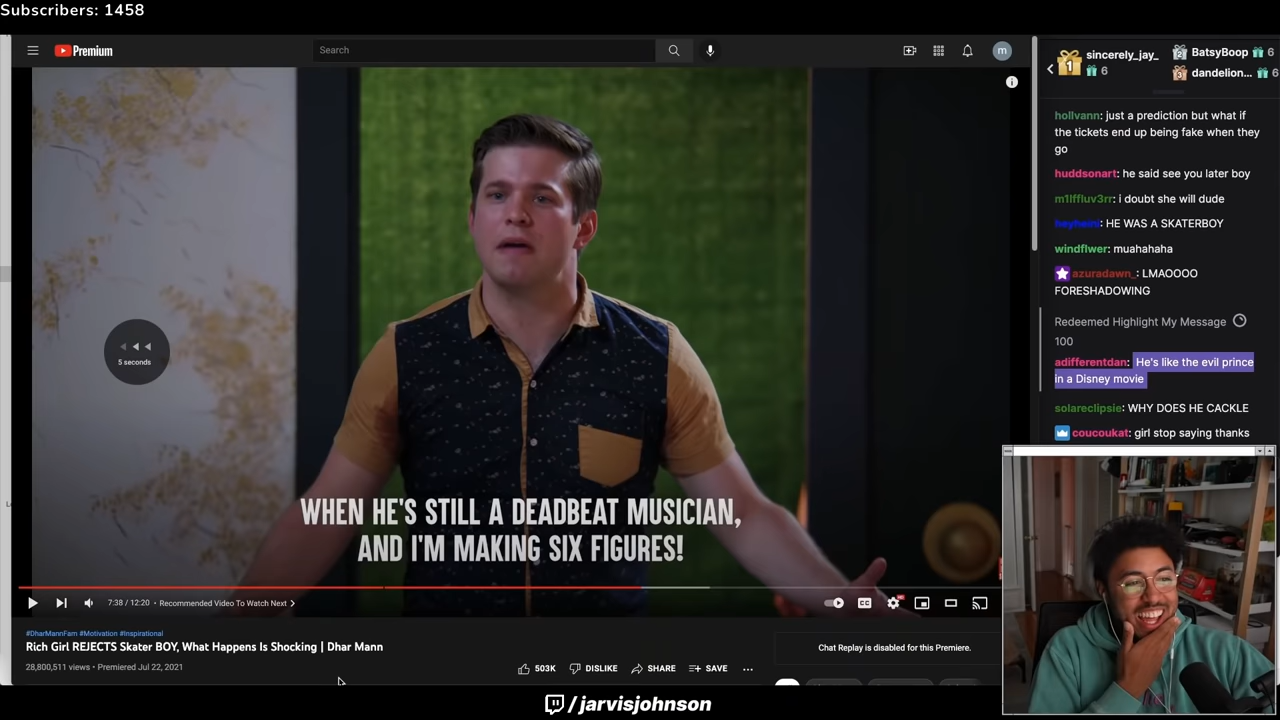 Subscribers: 1458
Premium
Search
m
sincerely_jay_
6
BatsyBoop 6
dandelion... 6
1
hollvann: just a prediction but what if
the tickets end up being fake when they
go
huddsonart: he said see you later boy
m1lffluv3rr: i doubt she will dude
: HE WAS A SKATERBOY
windflwer: muahahaha
azuradawn_: LMAOOOO
FORESHADOWING
Redeemed Highlight My Message
100
adifferentdan: He's like the evil prince
in a Disney movie
solareclipsie: WHY DOES HE CACKLE
coucoukat: girl stop saying thanks
5 seconds
WHEN HE'S STILL A DEADBEAT MUSICIAN,
AND I'M MAKING SIX FIGURES!
7:38 / 12:20 • Recommended Video To Watch Next
CC
#DharMannFam #Motivation #Inspirational
Rich Girl REJECTS Skater BOY, What Happens Is Shocking | Dhar Mann
28,800,511 views • Premiered Jul 22, 2021
503K
DISLIKE
SHARE
SAVE
Chat Replay is disabled for this Premiere.
/jarvisjohnson